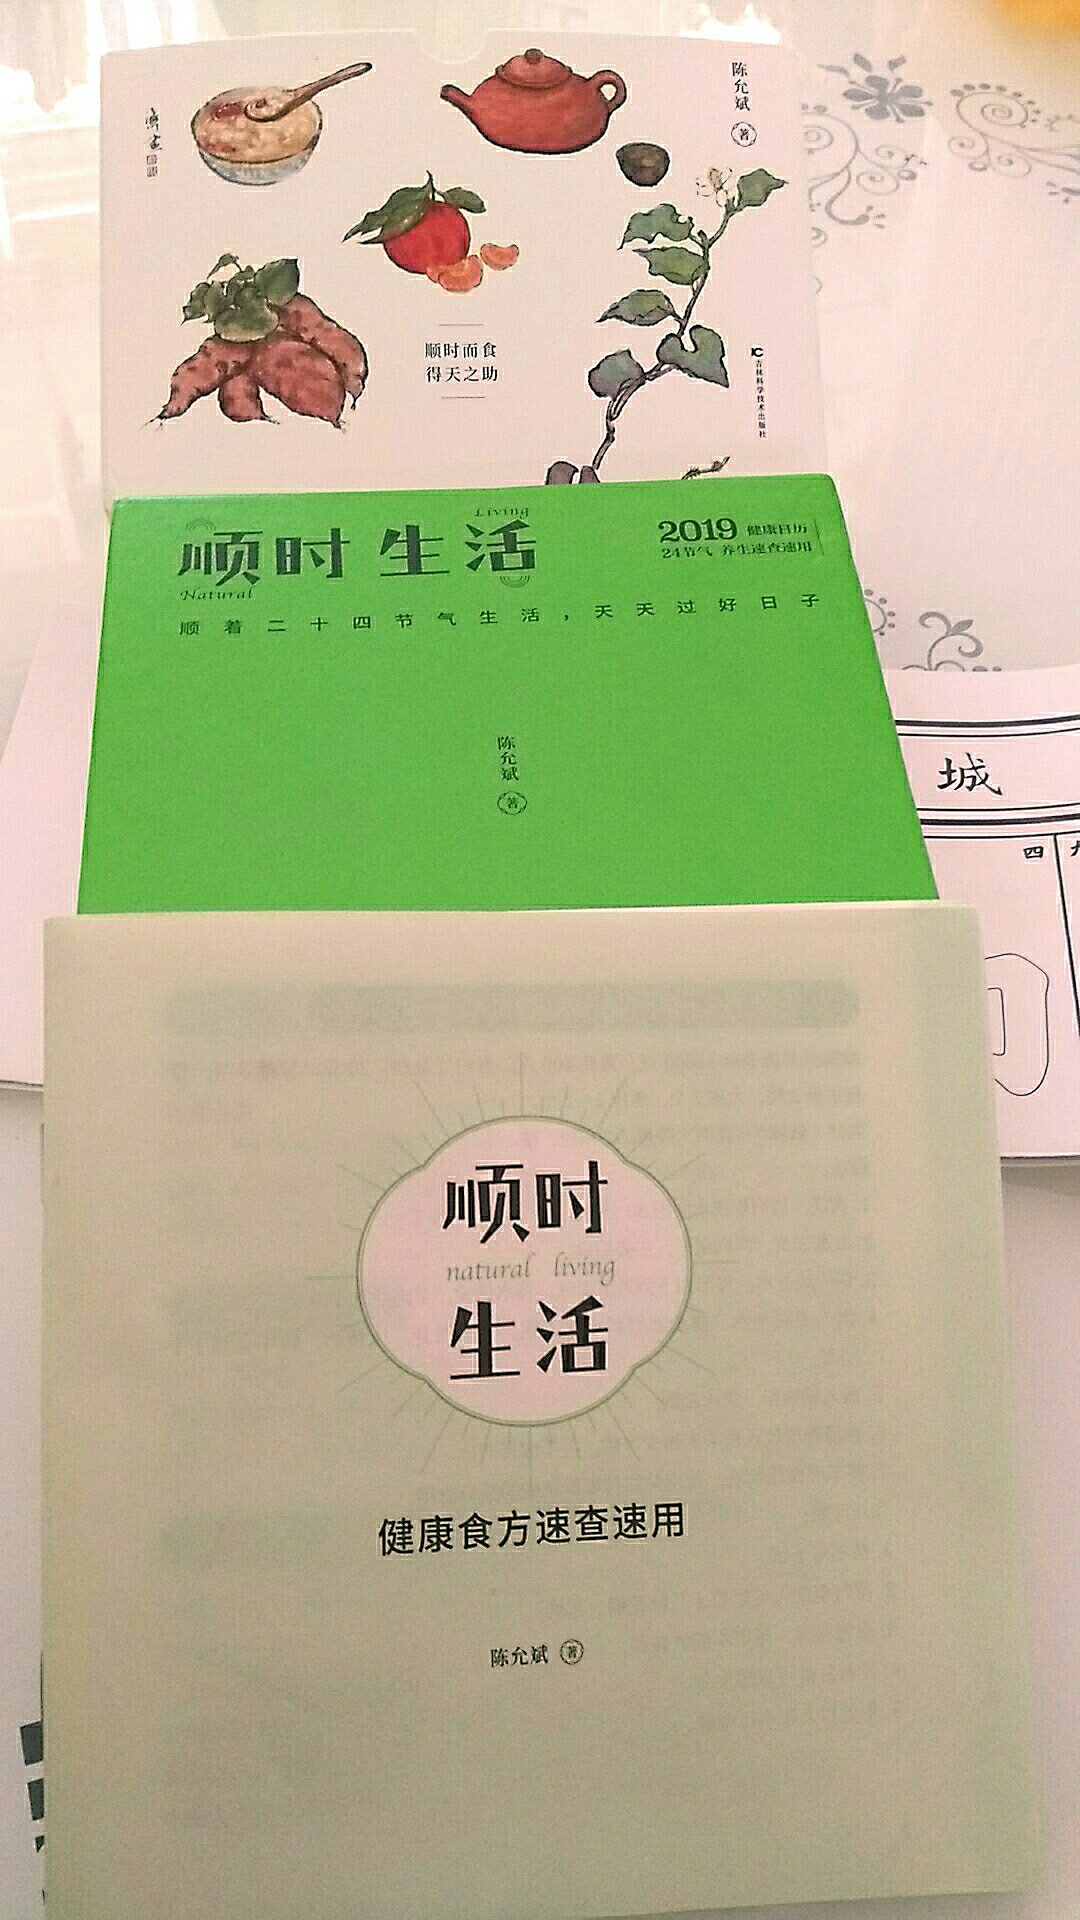 陈允斌 著
顺时而食
得天之助
吉林科学技术出版社
Living
顺时生活
Natural
2019 健康日历
24节气 养生速查速用
顺着二十四节气生活，天天过好日子
陈允斌 著
城
四
顺时
natural living
生活
健康食方速查速用
陈允斌 著